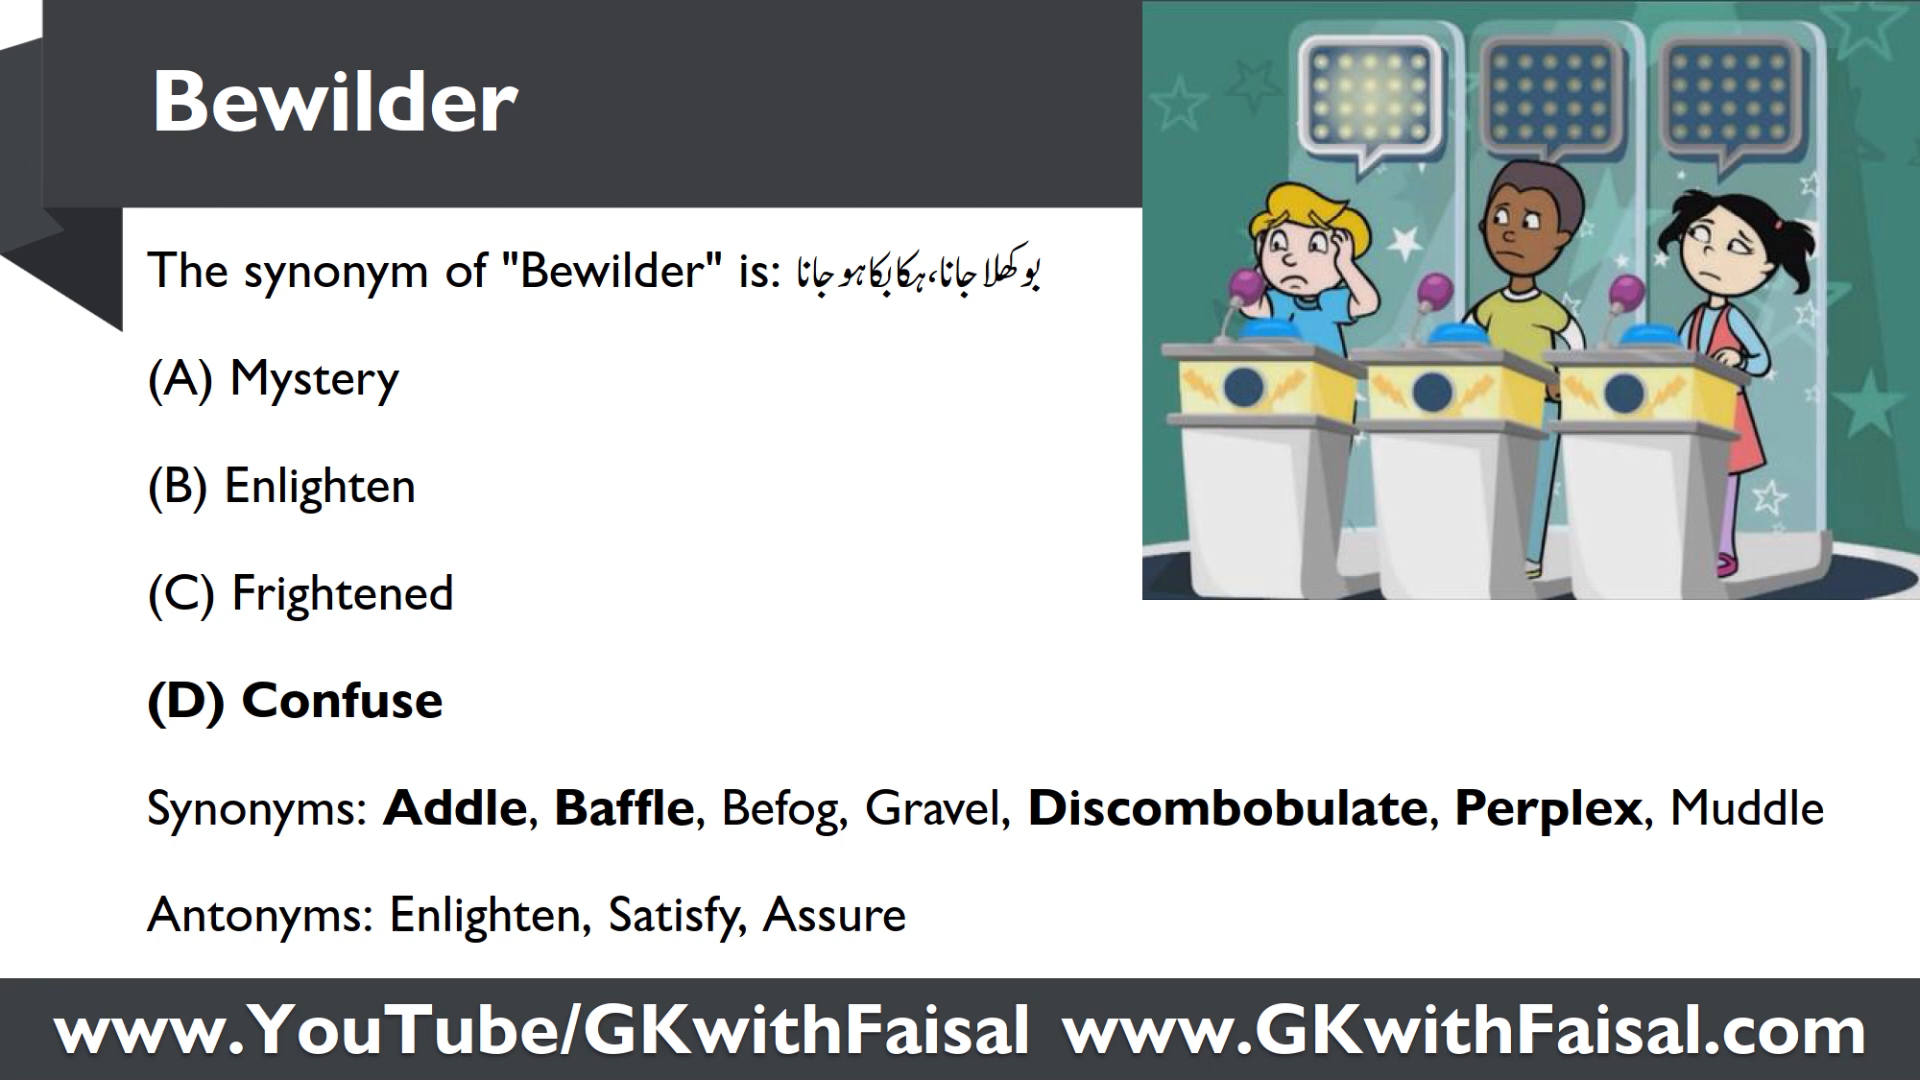 Bewilder
The synonym of "Bewilder" is: بوکھلا جانا، ہکا بکا ہو جانا
(A) Mystery
(B) Enlighten
(C) Frightened
(D) Confuse
Synonyms: Addle, Baffle, Befog, Gravel, Discombobulate, Perplex, Muddle
Antonyms: Enlighten, Satisfy, Assure
www.YouTube/GKwithFaisal www.GKwithFaisal.com